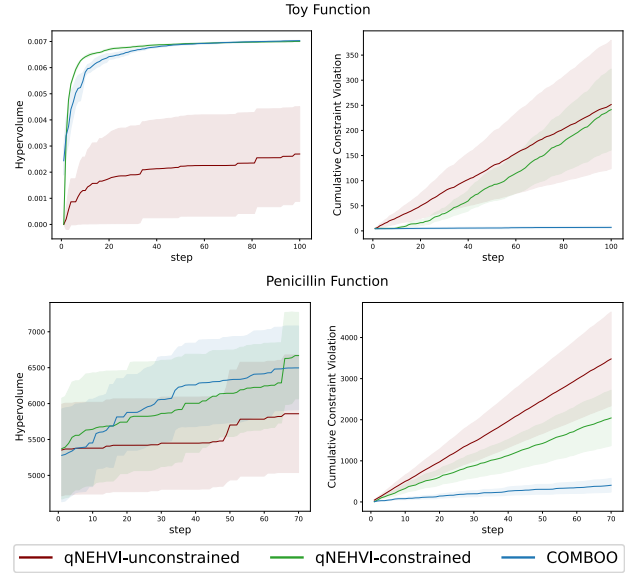 Toy Function
0.007
0.006
0.005
0.004
0.003
0.002
0.001
0.000
Hypervolume
0 20 40 60 80 100
step
350
300
250
200
150
100
50
0
Cumulative Constraint Violation
0 20 40 60 80 100
step
Penicillin Function
7000
6500
6000
5500
5000
Hypervolume
0 10 20 30 40 50 60 70
step
4000
3000
2000
1000
0
Cumulative Constraint Violation
0 10 20 30 40 50 60 70
step
qNEHVI-unconstrained qNEHVI-constrained COMBOO